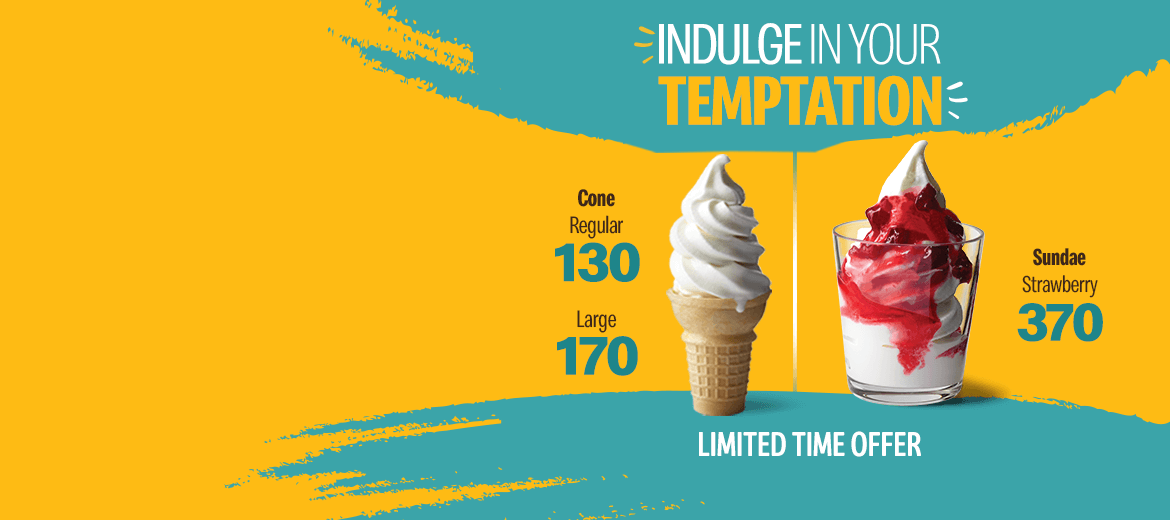 INDULGE IN YOUR
TEMPTATION
Cone
Regular
130
Large
170
Sundae
Strawberry
370
LIMITED TIME OFFER